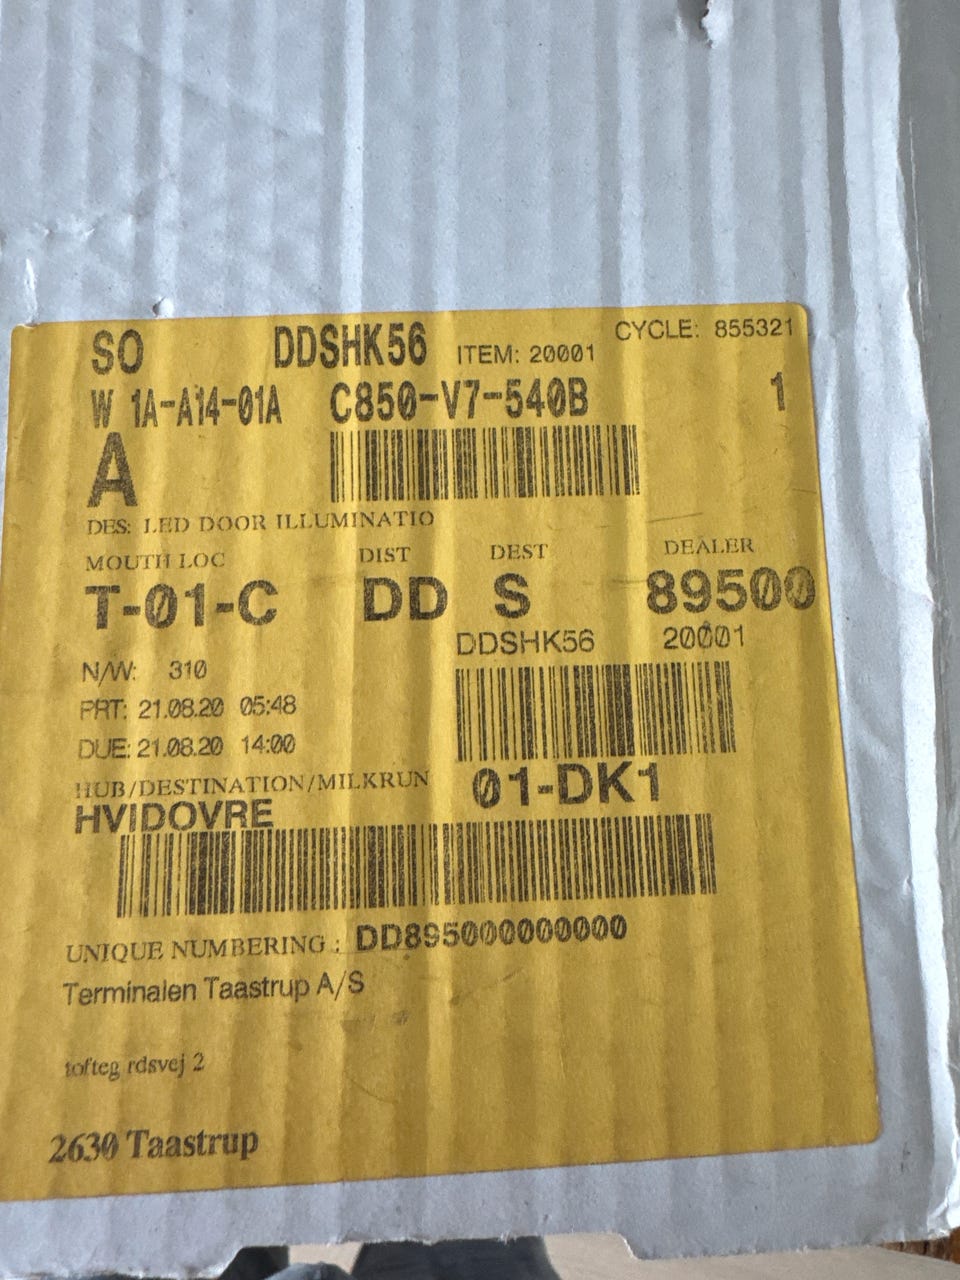 SO DDSHK56 ITEM: 20001 CYCLE: 855321
W 1A-A14-01A C850-V7-540B 1
A
DES: LED DOOR ILLUMINATIO
MOUTH LOC DIST DEST DEALER
T-01-C DD S 89500
DDSHK56 20001
N/W: 310
PRT: 21.08.20 05:48
DUE: 21.08.20 14:00
HUB/DESTINATION/MILKRUN 01-DK1
HVIDOVRE
UNIQUE NUMBERING : DD895000000000
Terminalen Taastrup A/S
tofteg rdsvej 2
2630 Taastrup